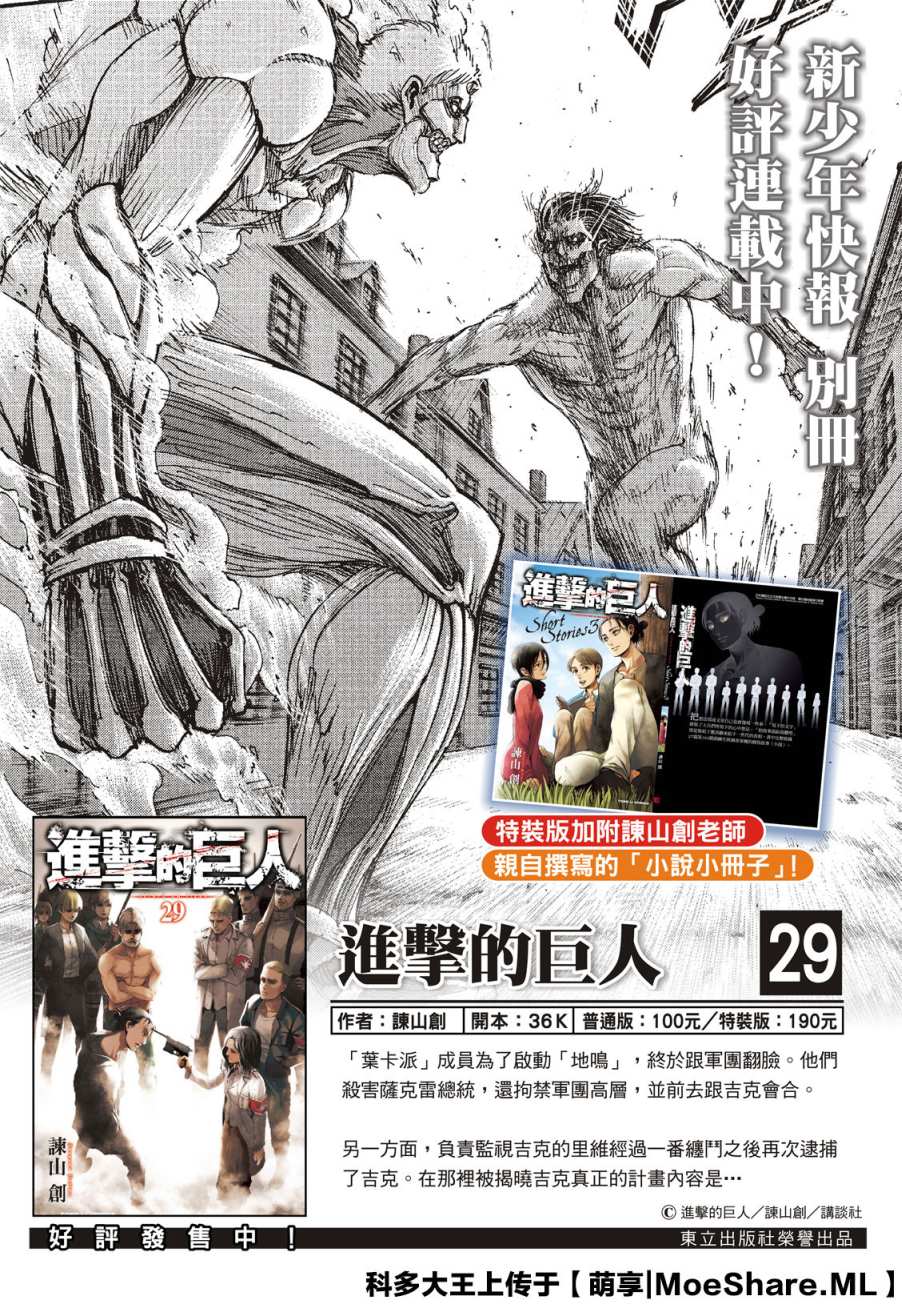 新少年快報 別冊
好評連載中！
進擊的巨人
Short
Stories 3
諫山創
進擊的巨人
特裝版加附諫山創老師
親自撰寫的「小說小冊子」！
進擊的巨人
29
諫山創
進擊的巨人 29
作者：諫山創 開本：36K 普通版：100元／特裝版：190元
「葉卡派」成員為了啟動「地鳴」，終於跟軍團翻臉。他們
殺害薩克雷總統，還拘禁軍團高層，並前去跟吉克會合。
另一方面，負責監視吉克的里維經過一番纏鬥之後再次逮捕
了吉克。在那裡被揭曉吉克真正的計畫內容是…
© 進擊的巨人／諫山創／講談社
好評發售中！
東立出版社榮譽出品
科多大王上传于【萌享|MoeShare.ML】